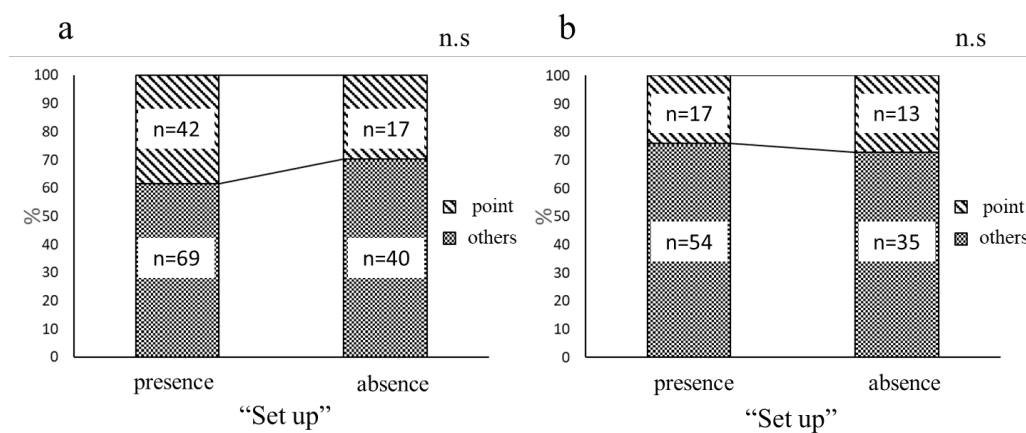 a
n.s
100
90
80
70
60
50
40
30
20
10
0
%
n=42
n=17
n=69
n=40
point
others
presence
absence
“Set up”
b
n.s
100
90
80
70
60
50
40
30
20
10
0
%
n=17
n=13
n=54
n=35
point
others
presence
absence
“Set up”